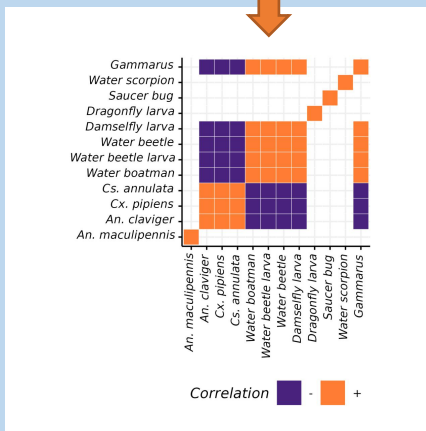 Gammarus
Water scorpion
Saucer bug
Dragonfly larva
Damselfly larva
Water beetle
Water beetle larva
Water boatman
Cs. annulata
Cx. pipiens
An. claviger
An. maculipennis
An. maculipennis
An. claviger
Cx. pipiens
Cs. annulata
Water boatman
Water beetle larva
Water beetle
Damselfly larva
Dragonfly larva
Saucer bug
Water scorpion
Gammarus
Correlation - +